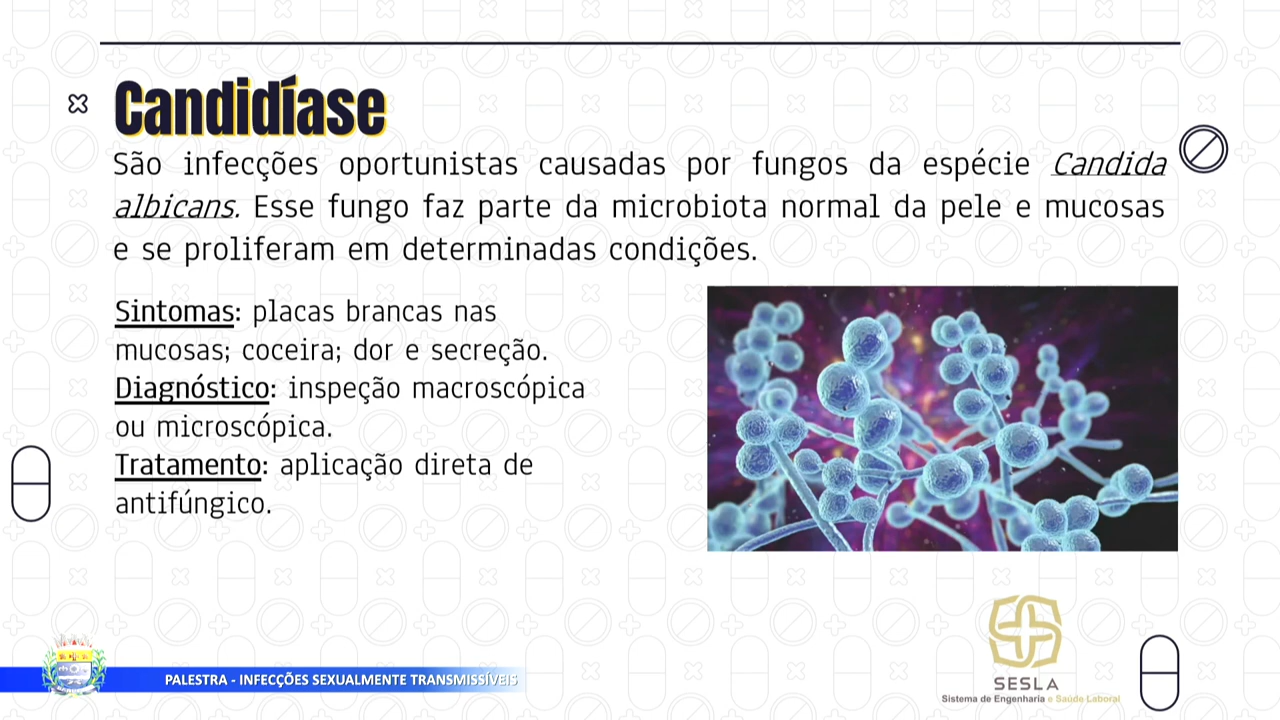 Candidíase
São infecções oportunistas causadas por fungos da espécie Candida
albicans. Esse fungo faz parte da microbiota normal da pele e mucosas
e se proliferam em determinadas condições.
Sintomas: placas brancas nas
mucosas; coceira; dor e secreção.
Diagnóstico: inspeção macroscópica
ou microscópica.
Tratamento: aplicação direta de
antifúngico.
PALESTRA - INFECÇÕES SEXUALMENTE TRANSMISSÍVEIS
SESLA
Sistema de Engenharia e Saúde Laboral